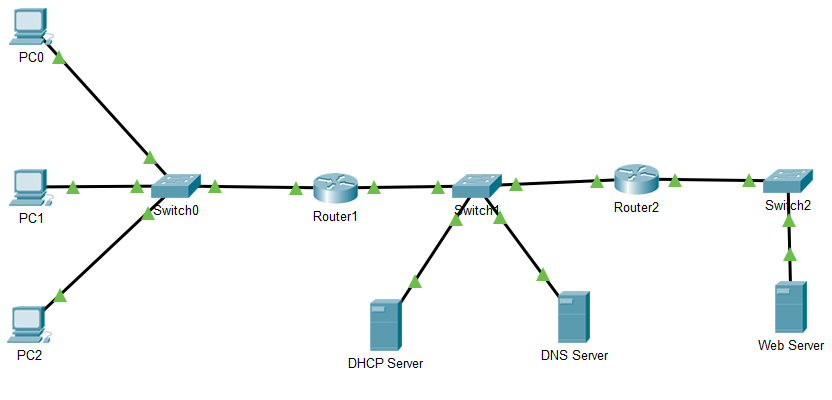 PC0
PC1
Switch0
Router1
Switch1
Router2
Switch2
PC2
DHCP Server
DNS Server
Web Server